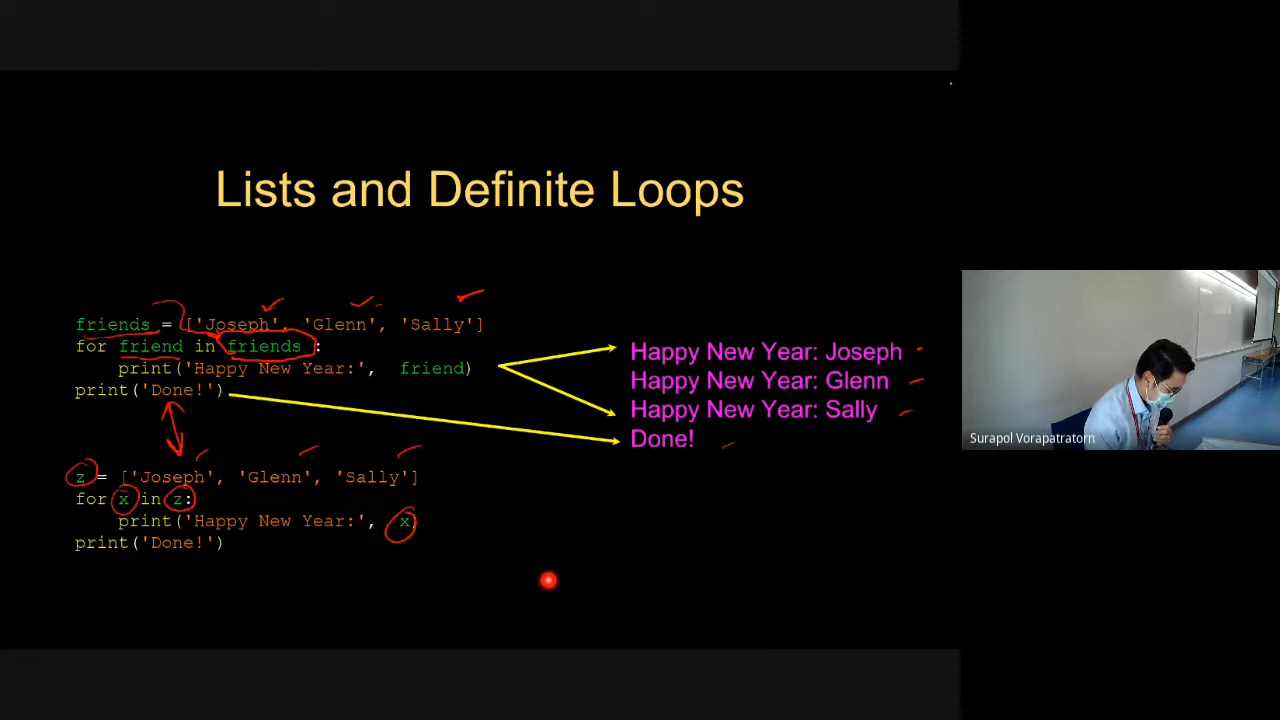 Lists and Definite Loops
friends = ['Joseph', 'Glenn', 'Sally']
for friend in friends :
print('Happy New Year:', friend)
print('Done!')
Happy New Year: Joseph
Happy New Year: Glenn
Happy New Year: Sally
Done!
z = ['Joseph', 'Glenn', 'Sally']
for x in z:
print('Happy New Year:', x)
print('Done!')
Surapol Vorapatratorn